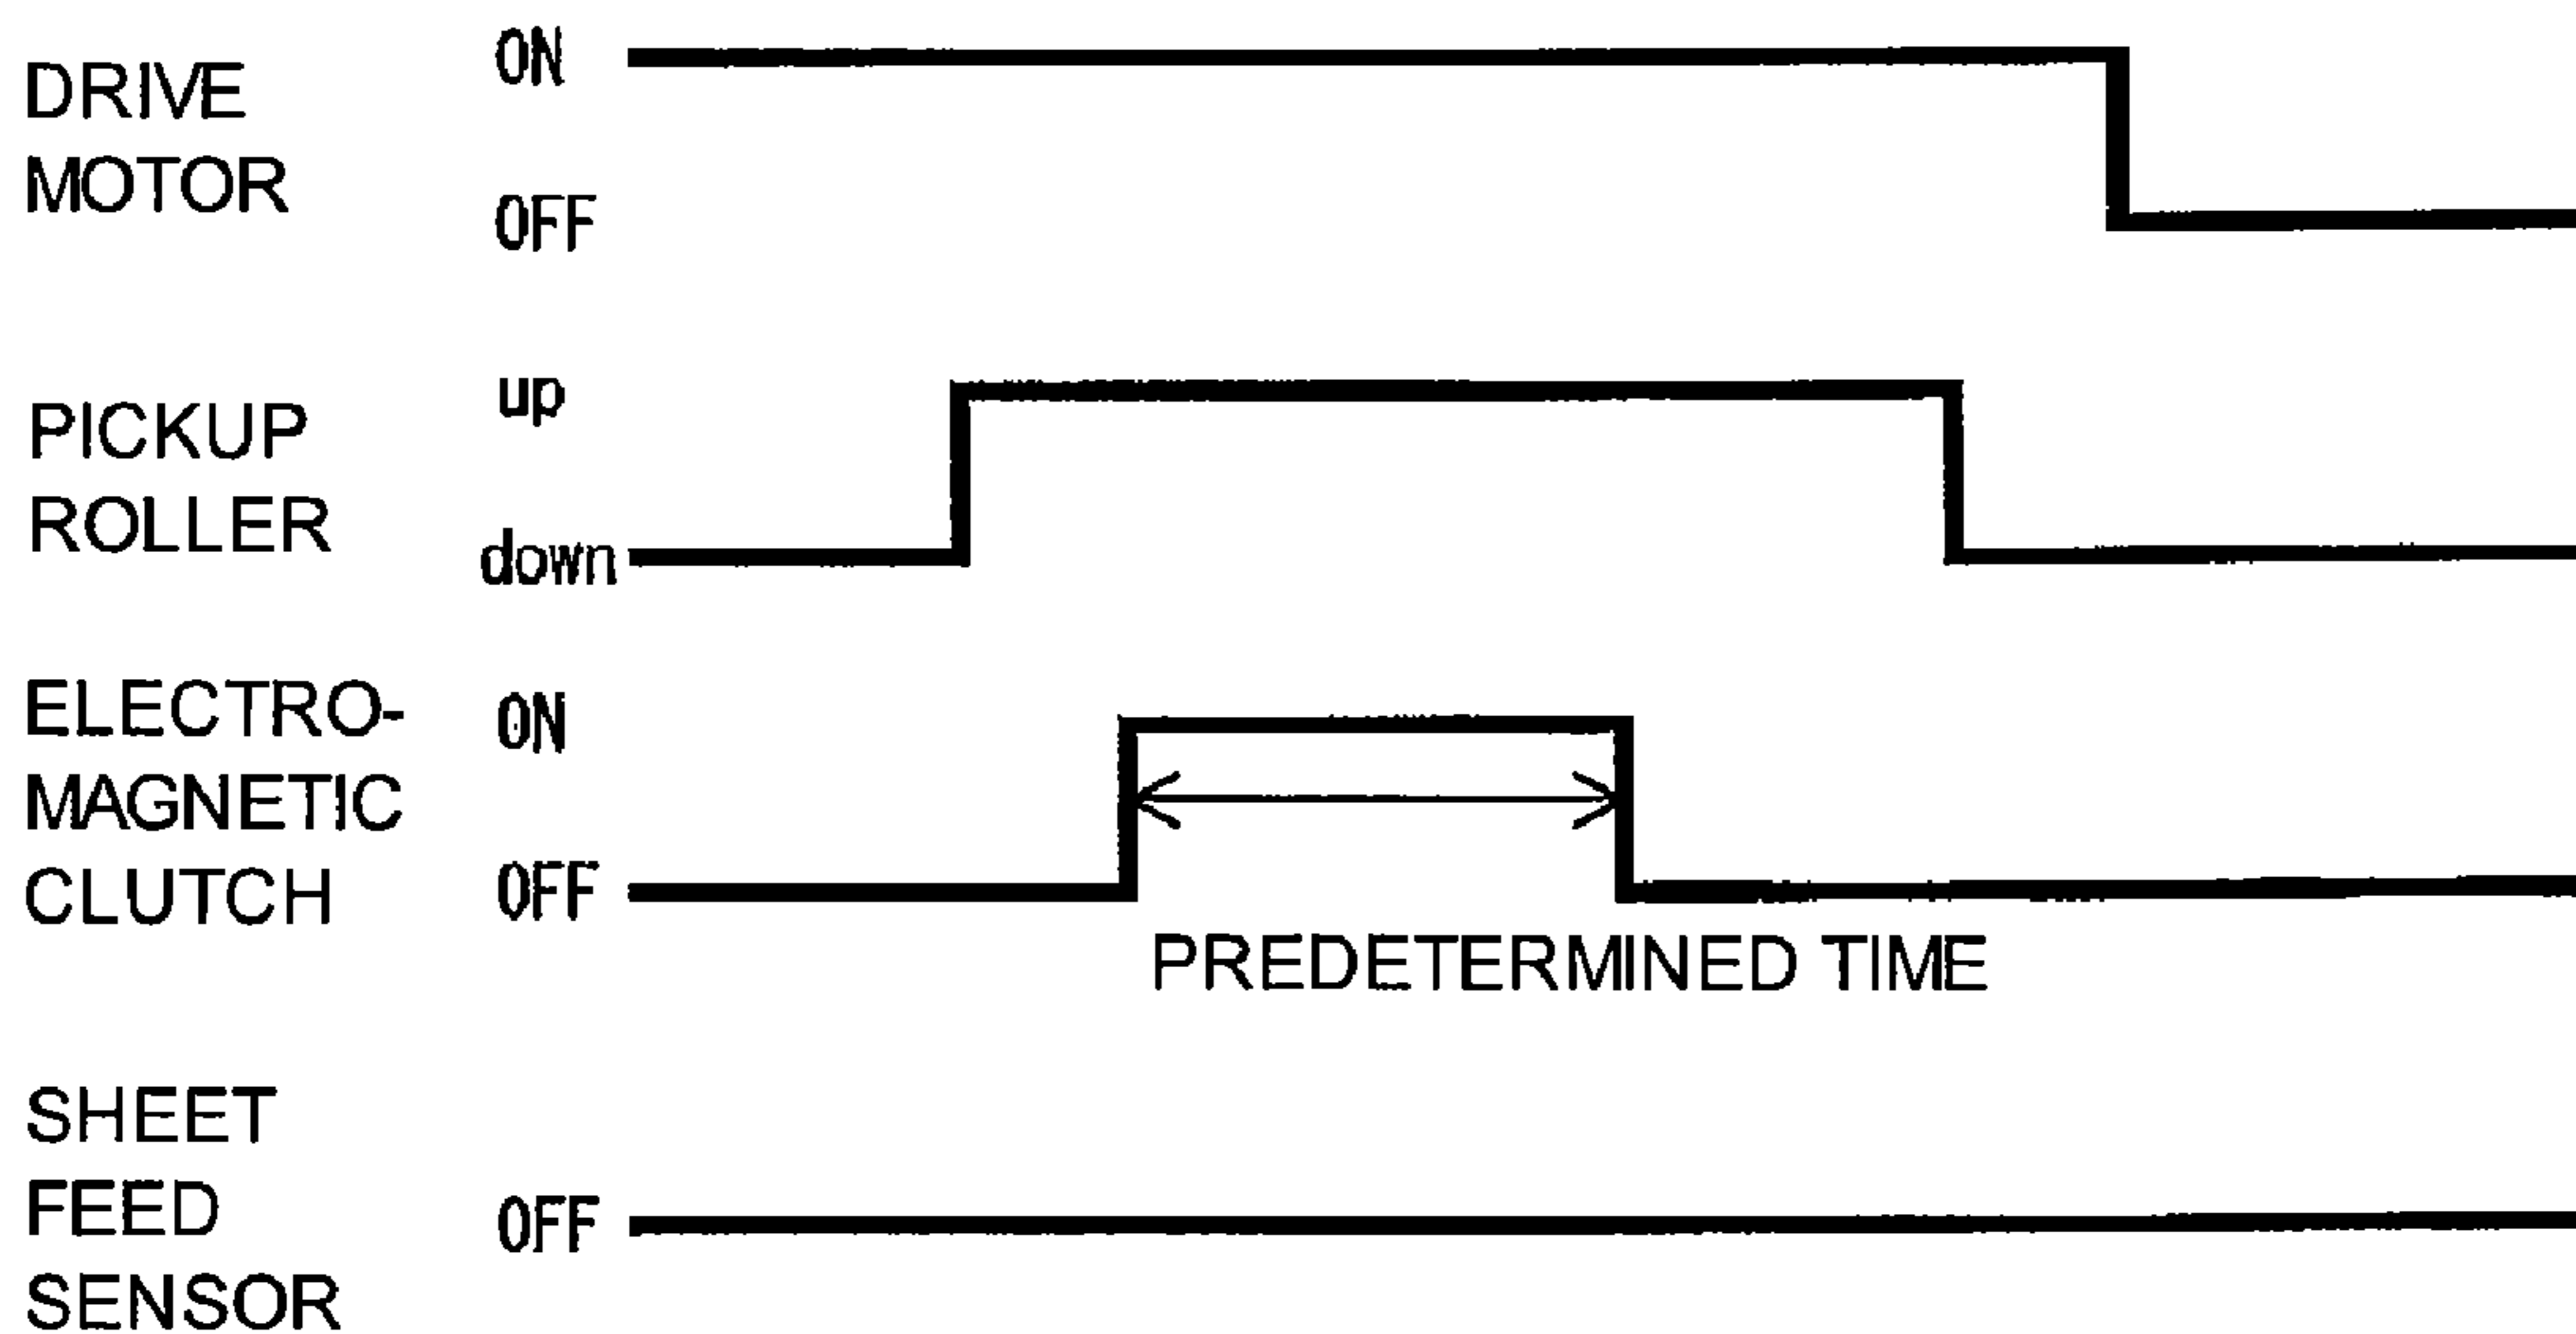 DRIVE
MOTOR
ON
OFF
PICKUP
ROLLER
up
down
ELECTRO-
MAGNETIC
CLUTCH
ON
OFF
PREDETERMINED TIME
SHEET
FEED
SENSOR
OFF